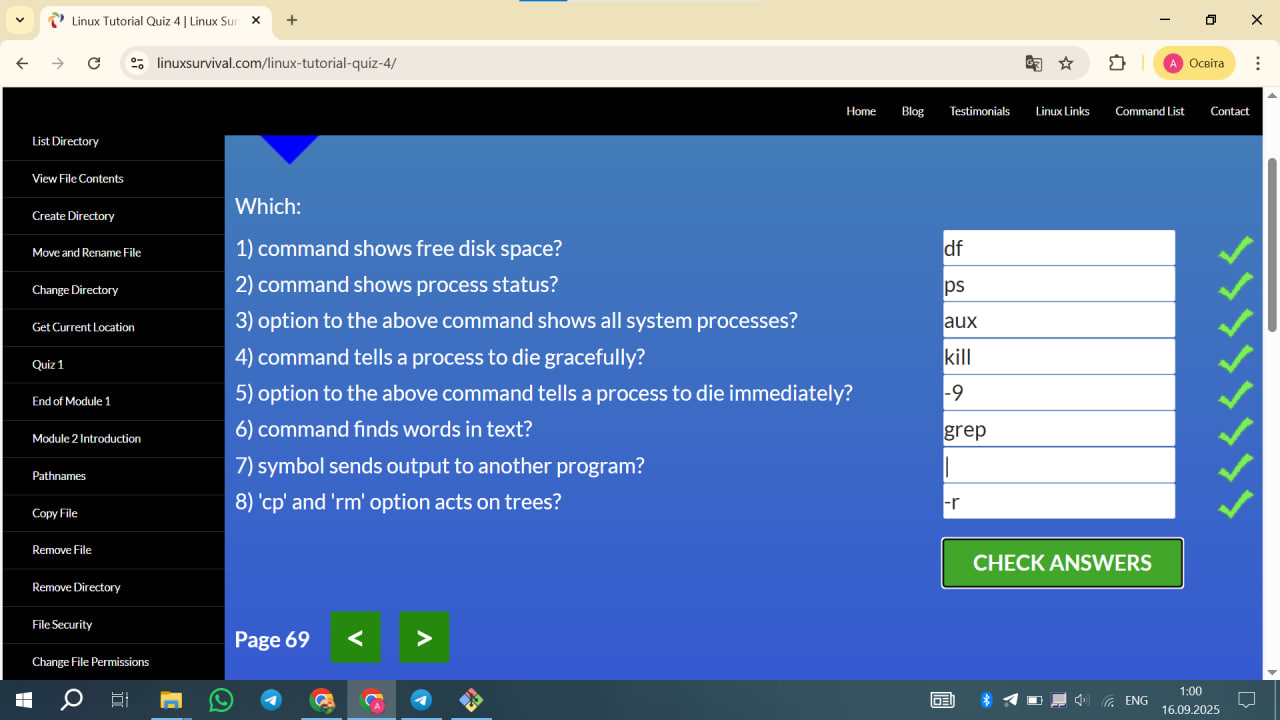 Linux Tutorial Quiz 4 | Linux Sur
linuxsurvival.com/linux-tutorial-quiz-4/
A Освіта
Home Blog Testimonials Linux Links Command List Contact
List Directory
View File Contents
Create Directory
Move and Rename File
Change Directory
Get Current Location
Quiz 1
End of Module 1
Module 2 Introduction
Pathnames
Copy File
Remove File
Remove Directory
File Security
Change File Permissions
Which:
1) command shows free disk space? df
2) command shows process status? ps
3) option to the above command shows all system processes? aux
4) command tells a process to die gracefully? kill
5) option to the above command tells a process to die immediately? -9
6) command finds words in text? grep
7) symbol sends output to another program? |
8) 'cp' and 'rm' option acts on trees? -r
CHECK ANSWERS
Page 69 < >
A
ENG
1:00
16.09.2025